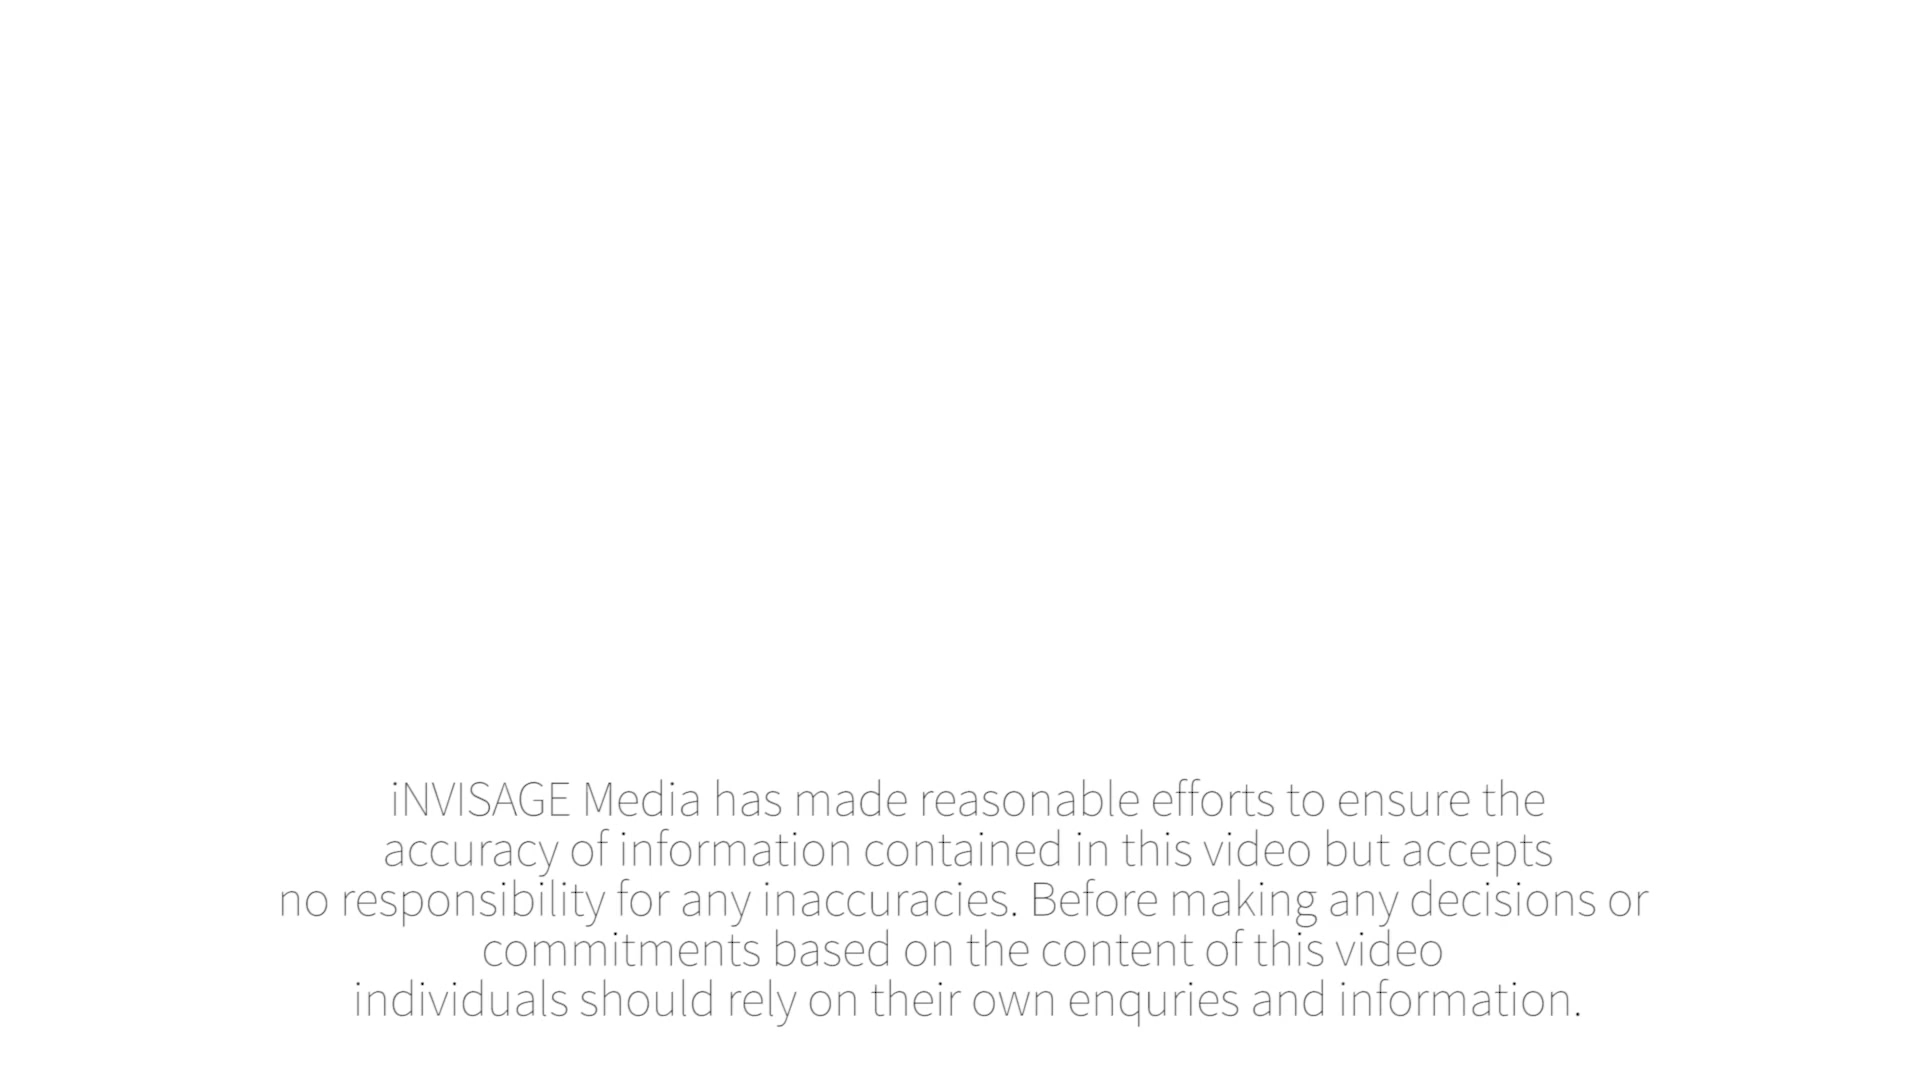 iNVISAGE Media has made reasonable efforts to ensure the
accuracy of information contained in this video but accepts
no responsibility for any inaccuracies. Before making any decisions or
commitments based on the content of this video
individuals should rely on their own enquries and information.